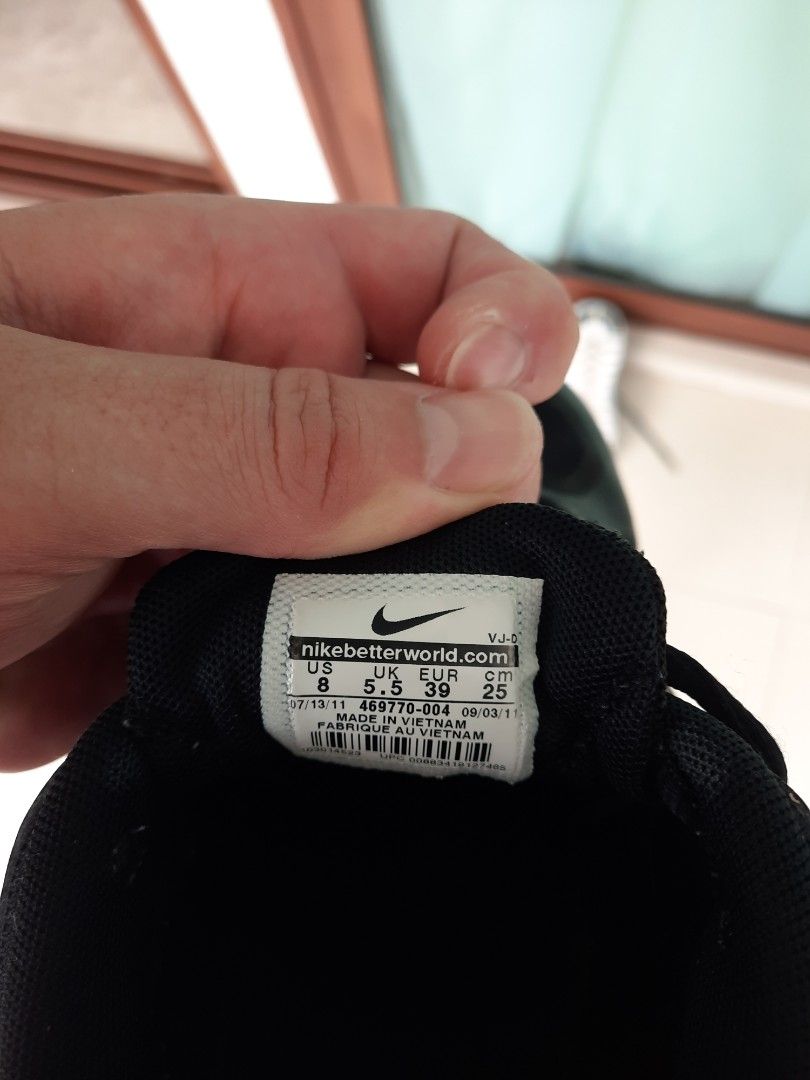 VJ-D
nikebetterworld.com
US UK EUR cm
8 5.5 39 25
07/13/11 469770-004 09/03/11
MADE IN VIETNAM
FABRIQUE AU VIETNAM
UPC